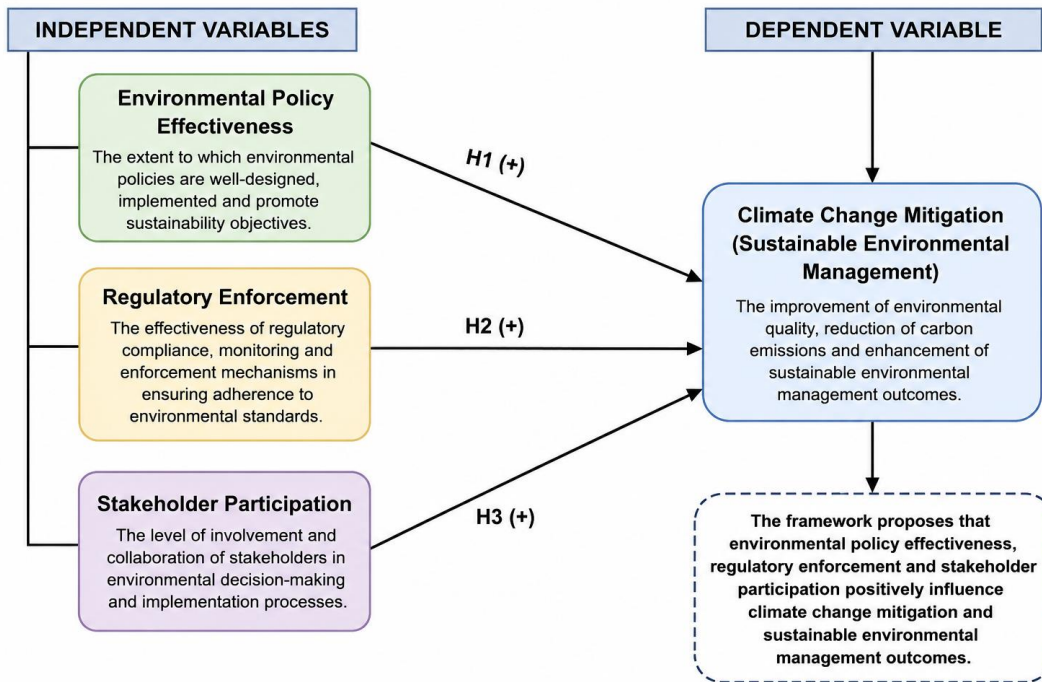 INDEPENDENT VARIABLES
DEPENDENT VARIABLE
Environmental Policy
Effectiveness
The extent to which environmental
policies are well-designed,
implemented and promote
sustainability objectives.
H1 (+)
Regulatory Enforcement
The effectiveness of regulatory
compliance, monitoring and
enforcement mechanisms in
ensuring adherence to
environmental standards.
H2 (+)
Stakeholder Participation
The level of involvement and
collaboration of stakeholders in
environmental decision-making
and implementation processes.
H3 (+)
Climate Change Mitigation
(Sustainable Environmental
Management)
The improvement of environmental
quality, reduction of carbon
emissions and enhancement of
sustainable environmental
management outcomes.
The framework proposes that
environmental policy effectiveness,
regulatory enforcement and stakeholder
participation positively influence
climate change mitigation and
sustainable environmental
management outcomes.